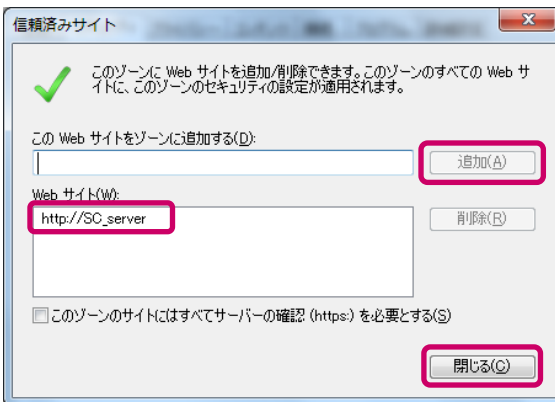 信頼済みサイト
このゾーンに Web サイトを追加/削除できます。このゾーンのすべての Web サ
イトに、このゾーンのセキュリティの設定が適用されます。
この Web サイトをゾーンに追加する(D):
追加(A)
Web サイト(W):
http://SC_server
削除(R)
このゾーンのサイトにはすべてサーバーの確認 (https:) を必要とする(S)
閉じる(C)